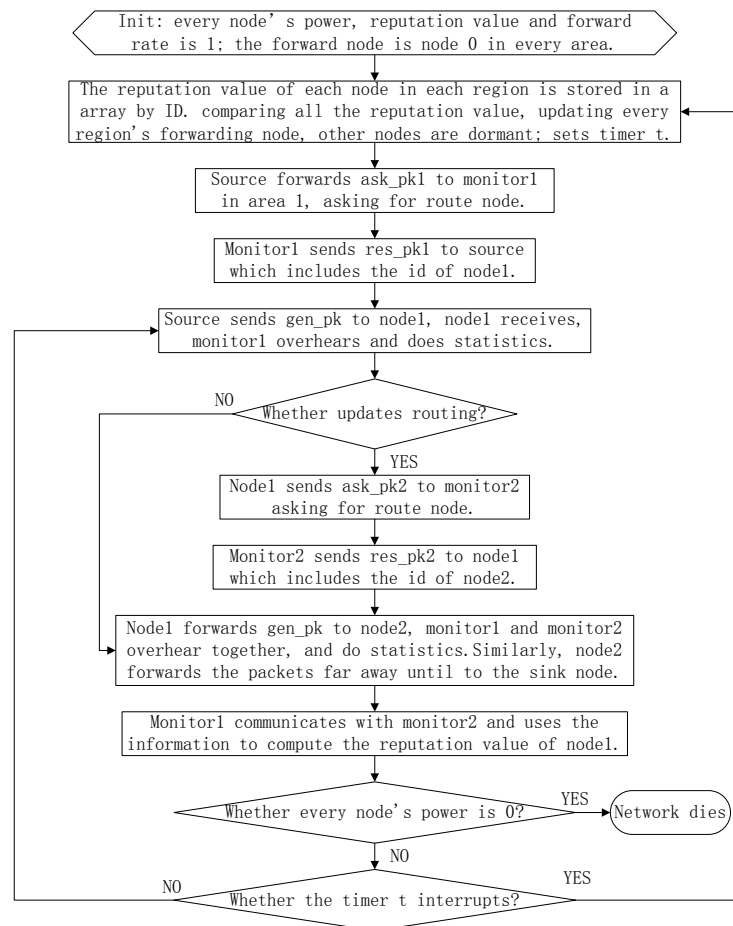 Init: every node’s power, reputation value and forward
rate is 1; the forward node is node 0 in every area.
The reputation value of each node in each region is stored in a
array by ID. comparing all the reputation value, updating every
region's forwarding node, other nodes are dormant; sets timer t.
Source forwards ask_pk1 to monitor1
in area 1, asking for route node.
Monitor1 sends res_pk1 to source
which includes the id of node1.
Source sends gen_pk to node1, node1 receives,
monitor1 overhears and does statistics.
NO
Whether updates routing?
YES
Node1 sends ask_pk2 to monitor2
asking for route node.
Monitor2 sends res_pk2 to node1
which includes the id of node2.
Node1 forwards gen_pk to node2, monitor1 and monitor2
overhear together, and do statistics.Similarly, node2
forwards the packets far away until to the sink node.
Monitor1 communicates with monitor2 and uses the
information to compute the reputation value of node1.
Whether every node's power is 0?
YES
Network dies
NO
NO
Whether the timer t interrupts?
YES